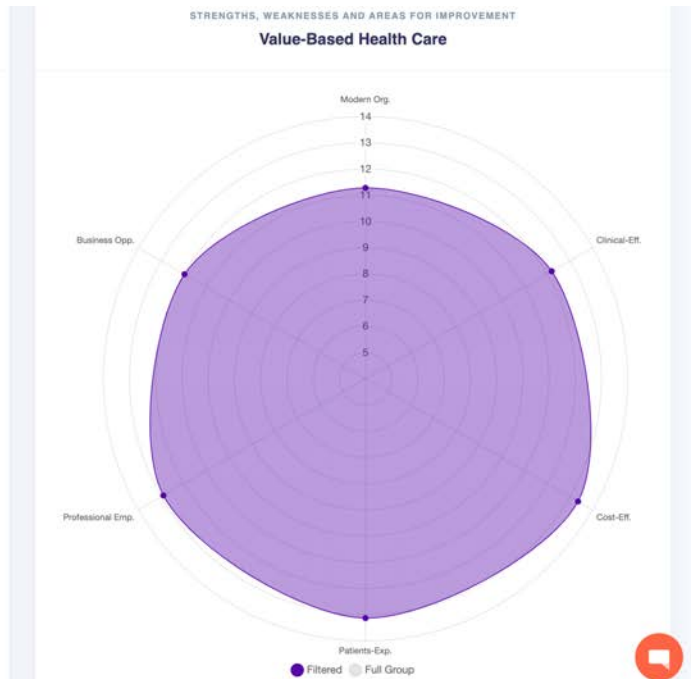 STRENGTHS, WEAKNESSES AND AREAS FOR IMPROVEMENT
Value-Based Health Care
Modern Org.
14
13
12
11
10
9
8
7
6
5
Business Opp.
Clinical-Eff.
Professional Emp.
Cost-Eff.
Patients-Exp.
Filtered Full Group